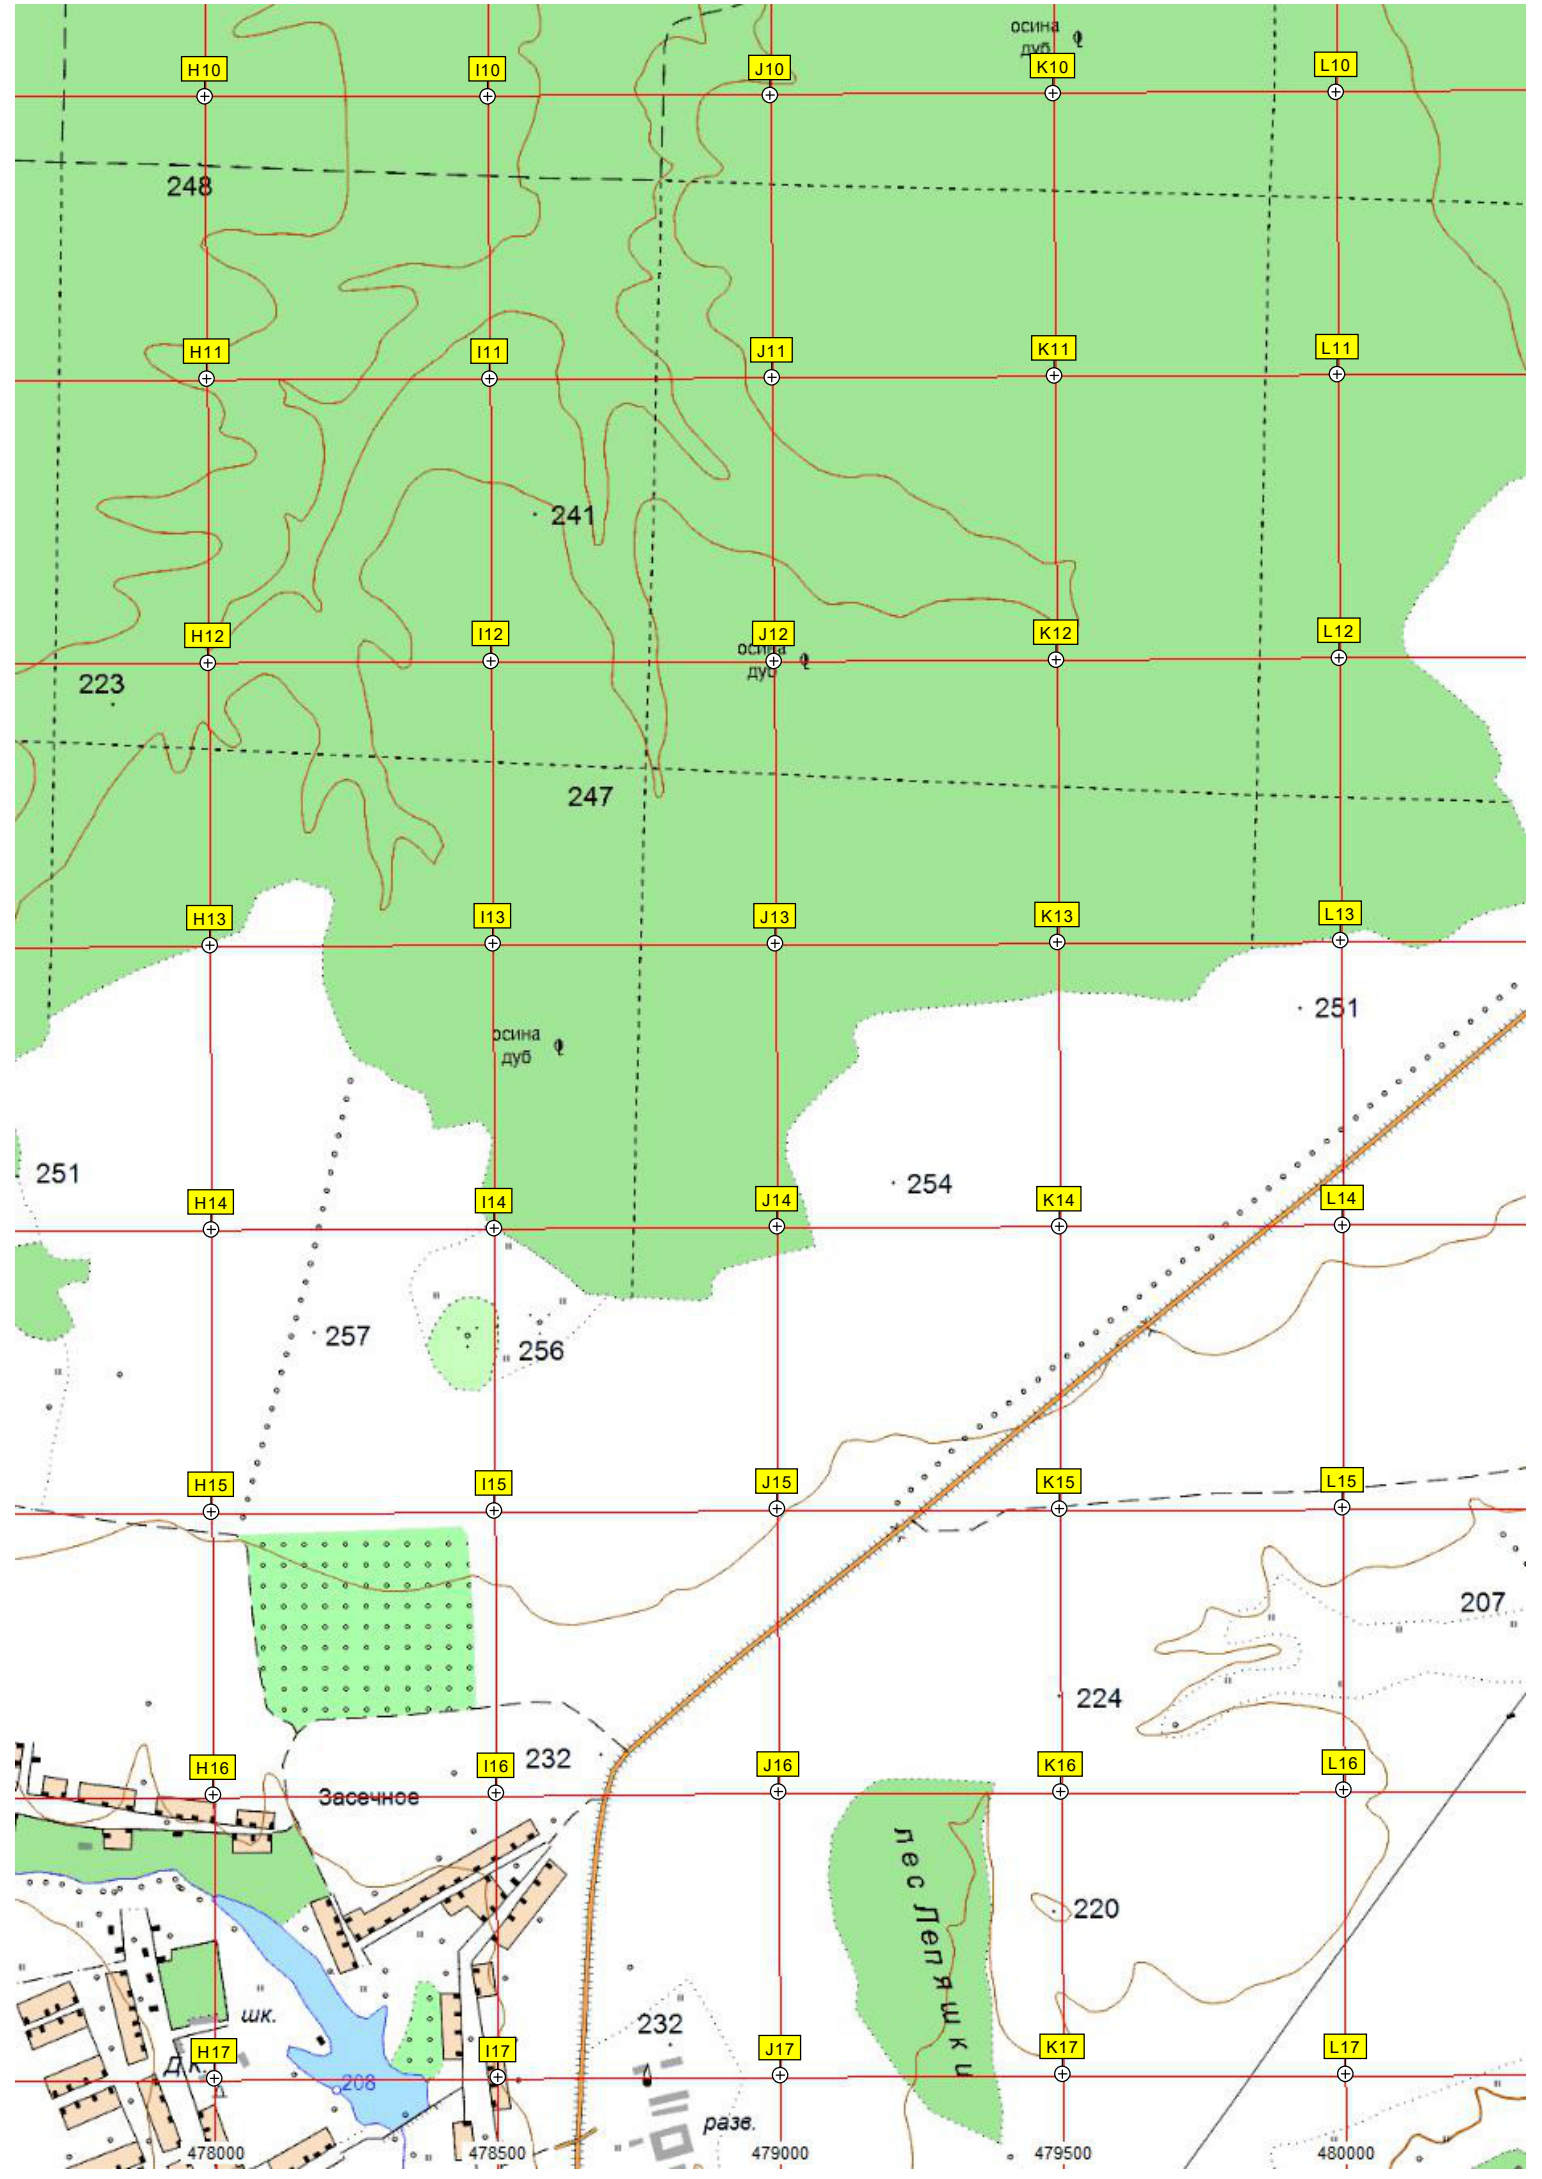 осина
дуб
H10
I10
J10
K10
L10
248
H11
I11
J11
K11
L11
241
H12
I12
J12
K12
L12
осина
дуб
223
247
H13
I13
J13
K13
L13
251
осина
дуб
251
254
H14
I14
J14
K14
L14
257
256
H15
I15
J15
K15
L15
207
224
232
H16
I16
J16
K16
L16
Засечное
лес Лепяшки
220
шк.
232
H17
I17
J17
K17
L17
Д.К.
208
разв.
478000
478500
479000
479500
480000